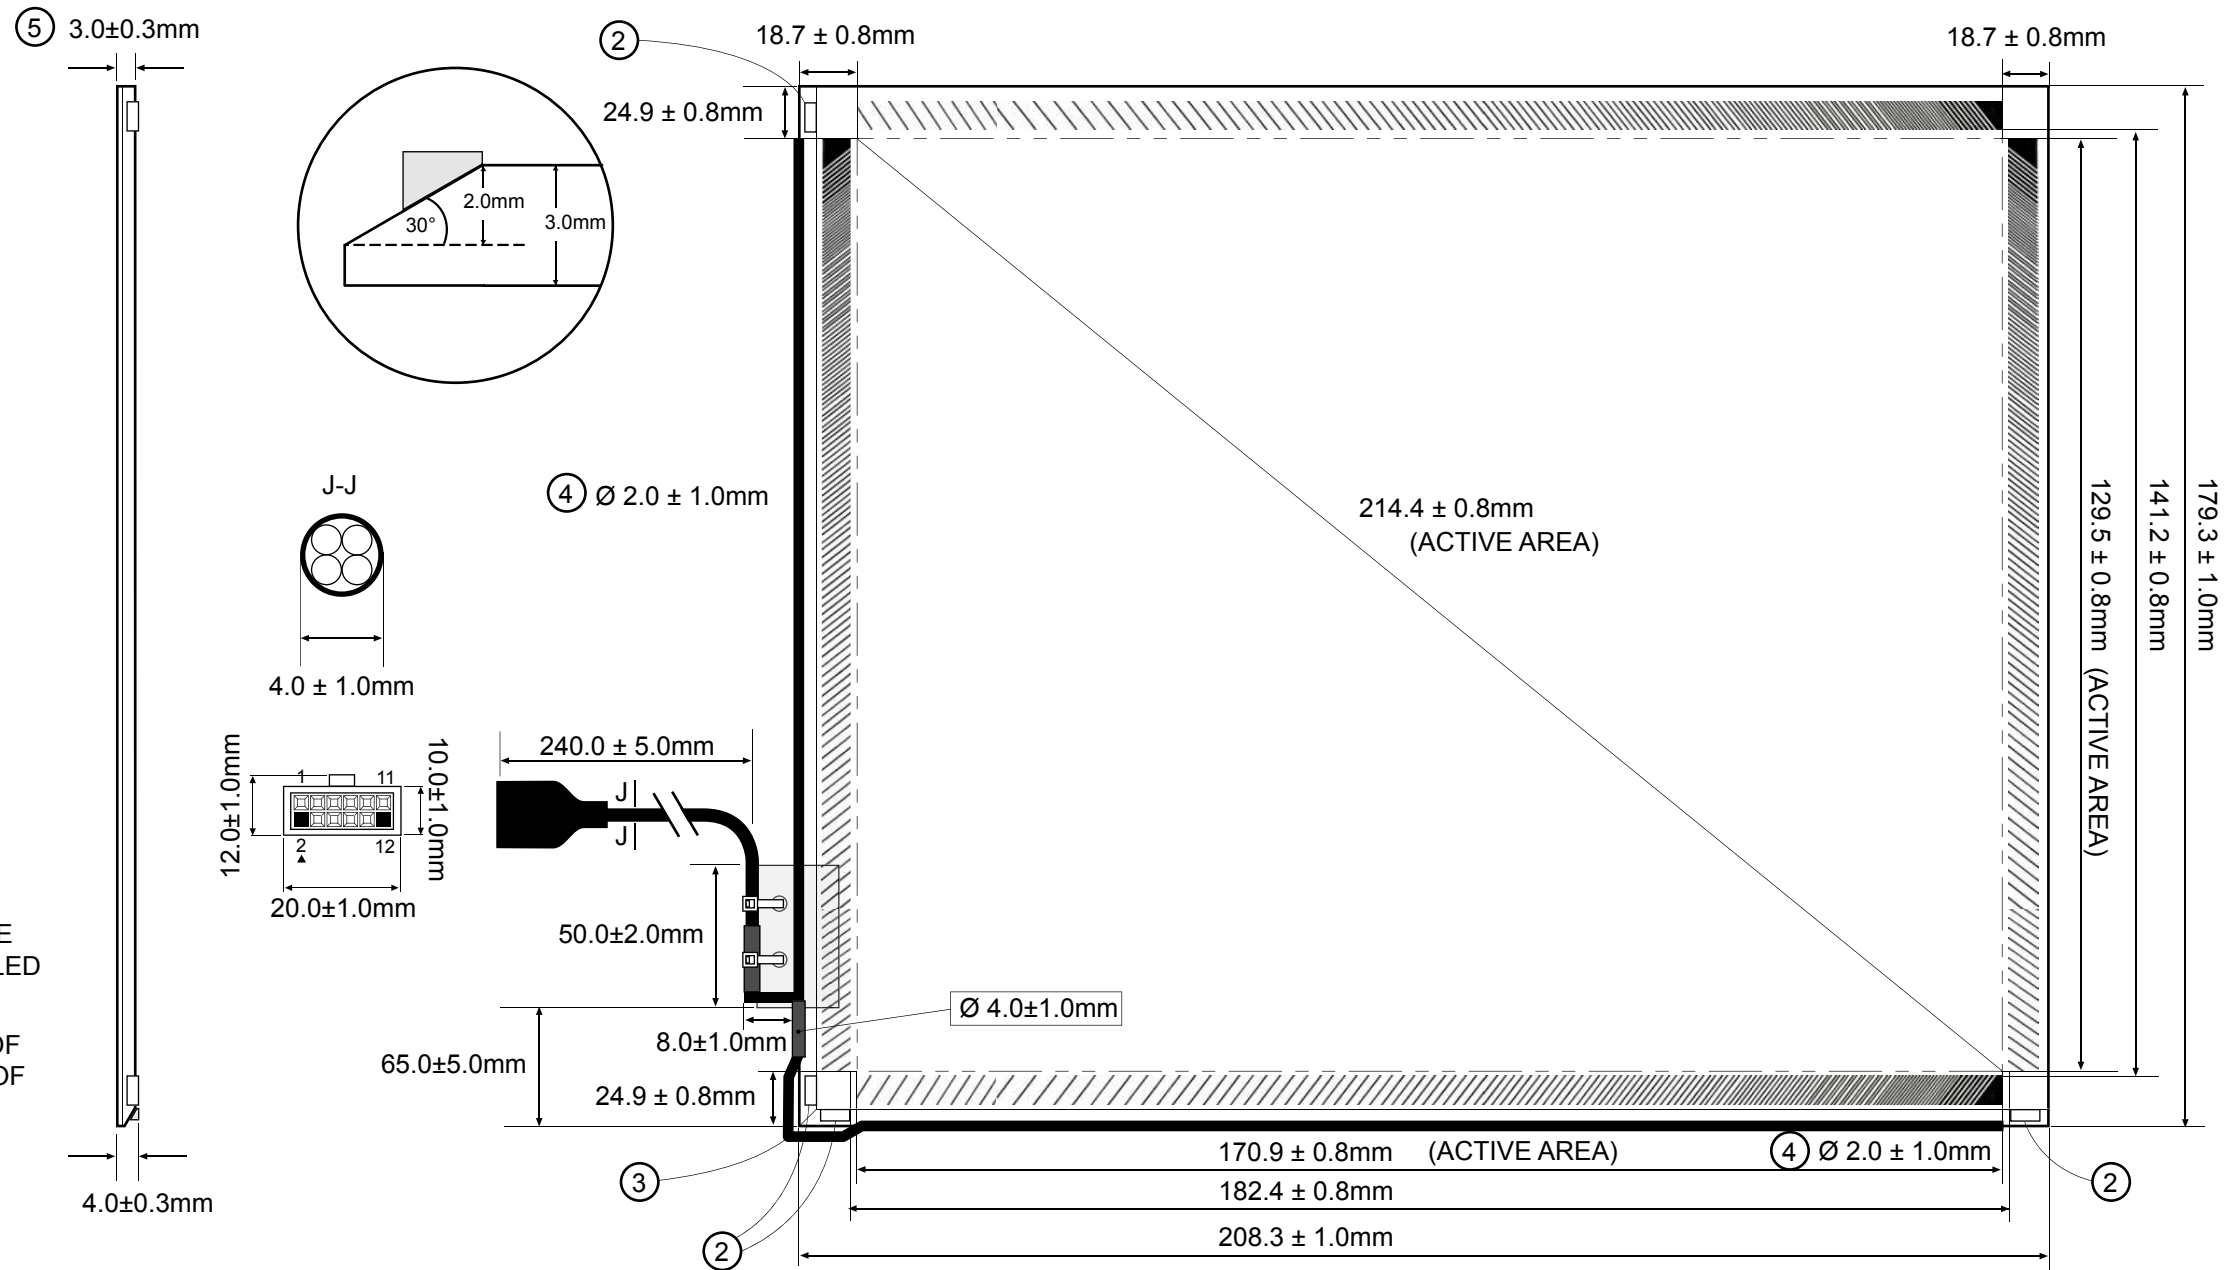 5 3.0±0.3mm
2
18.7 ± 0.8mm
18.7 ± 0.8mm
24.9 ± 0.8mm
2.0mm
30°
3.0mm
J-J
4 Ø 2.0 ± 1.0mm
214.4 ± 0.8mm
(ACTIVE AREA)
129.5 ± 0.8mm (ACTIVE AREA)
141.2 ± 0.8mm
179.3 ± 1.0mm
4.0 ± 1.0mm
240.0 ± 5.0mm
J
J
12.0±1.0mm
1 11
2 12
10.0±1.0mm
20.0±1.0mm
50.0±2.0mm
E
LED
OF
OF
Ø 4.0±1.0mm
8.0±1.0mm
65.0±5.0mm
24.9 ± 0.8mm
170.9 ± 0.8mm (ACTIVE AREA)
4 Ø 2.0 ± 1.0mm
3
182.4 ± 0.8mm
2
4.0±0.3mm
208.3 ± 1.0mm
2